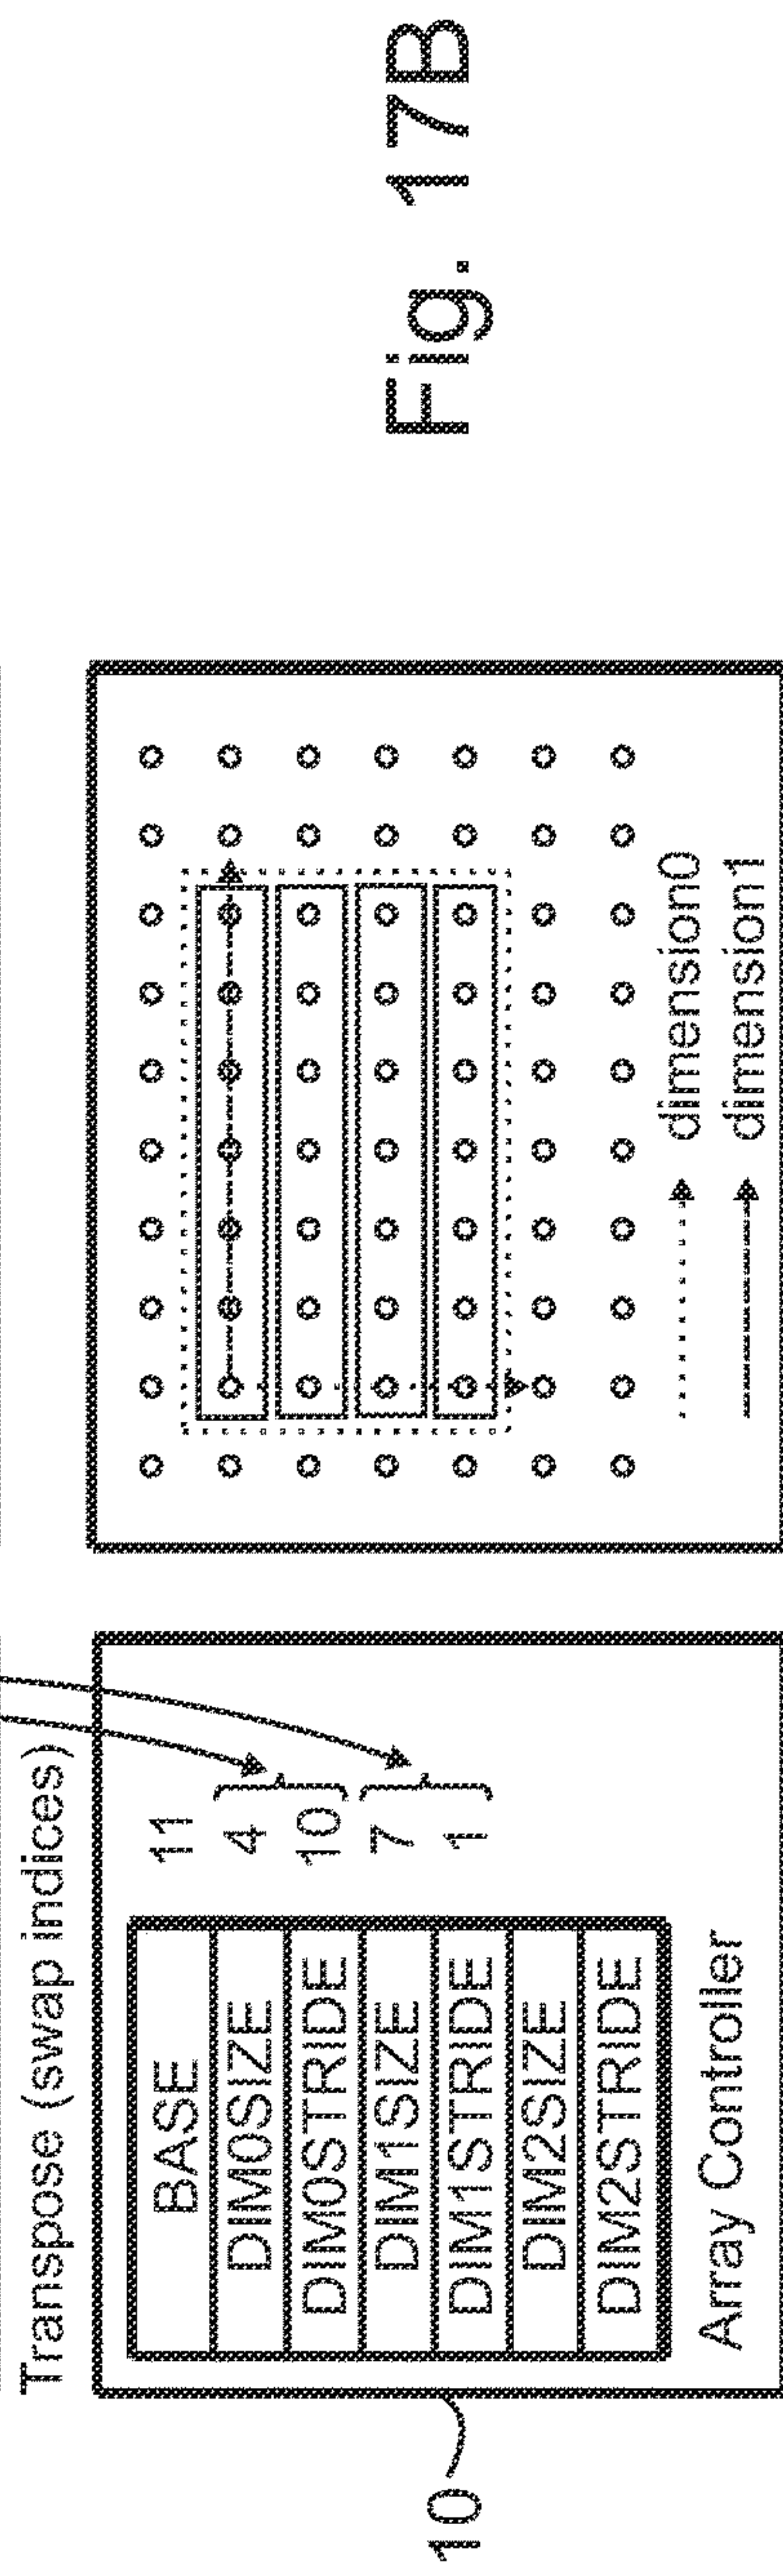 Transpose (swap indices)
10
BASE 11
DIM0SIZE 4
DIM0STRIDE 10
DIM1SIZE 7
DIM1STRIDE 1
DIM2SIZE
DIM2STRIDE
Array Controller
dimension0
dimension1
Fig. 17B